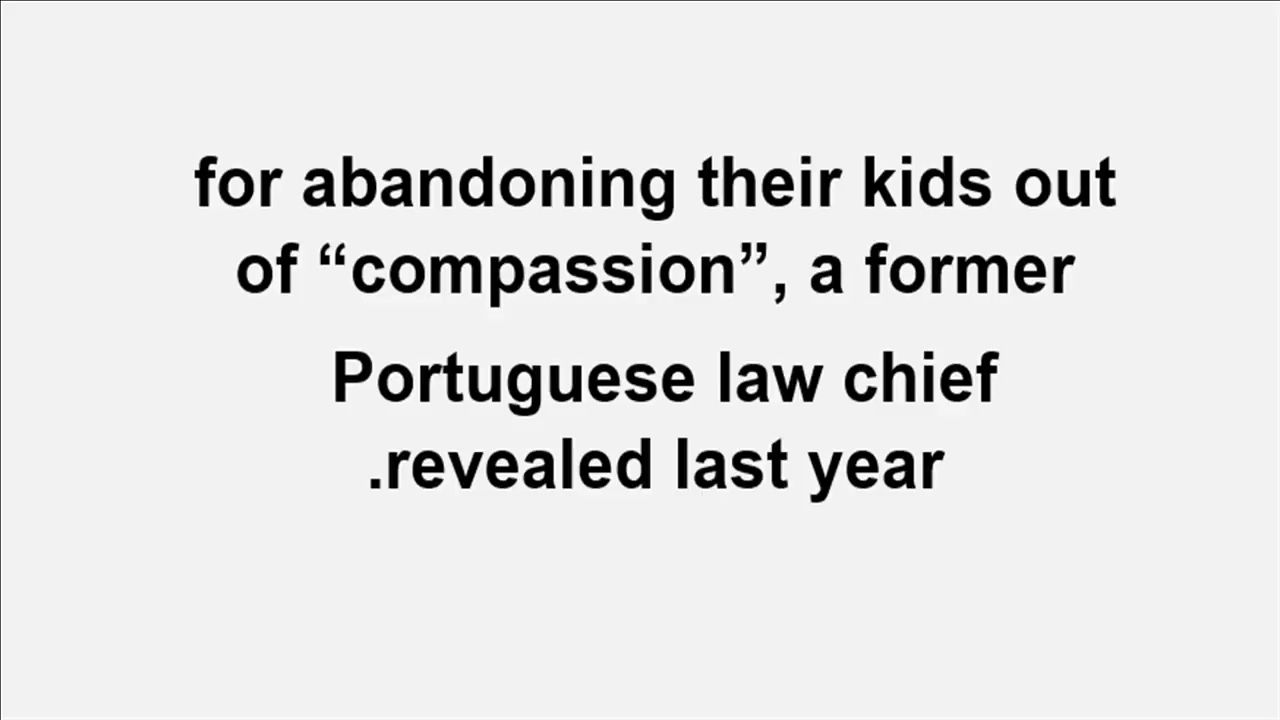 for abandoning their kids out
of “compassion”, a former
Portuguese law chief
.revealed last year